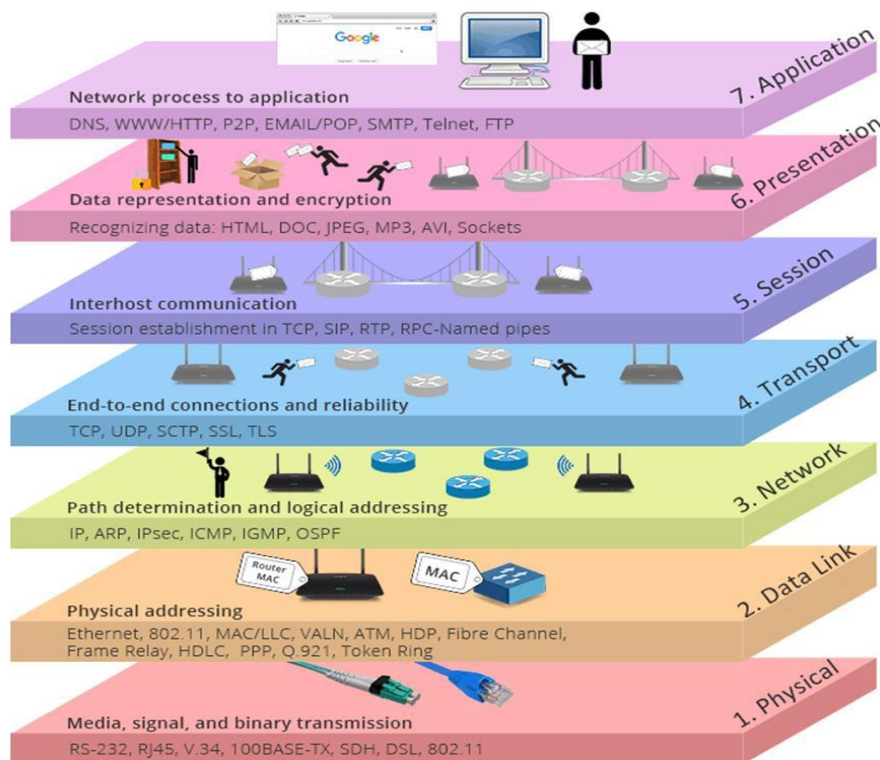 Google
7. Application
Network process to application
DNS, WWW/HTTP, P2P, EMAIL/POP, SMTP, Telnet, FTP
6. Presentation
Data representation and encryption
Recognizing data: HTML, DOC, JPEG, MP3, AVI, Sockets
5. Session
Interhost communication
Session establishment in TCP, SIP, RTP, RPC-Named pipes
4. Transport
End-to-end connections and reliability
TCP, UDP, SCTP, SSL, TLS
3. Network
Path determination and logical addressing
IP, ARP, IPsec, ICMP, IGMP, OSPF
2. Data Link
Router
MAC
MAC
Physical addressing
Ethernet, 802.11, MAC/LLC, VALN, ATM, HDP, Fibre Channel,
Frame Relay, HDLC, PPP, Q.921, Token Ring
1. Physical
Media, signal, and binary transmission
RS-232, RJ45, V.34, 100BASE-TX, SDH, DSL, 802.11